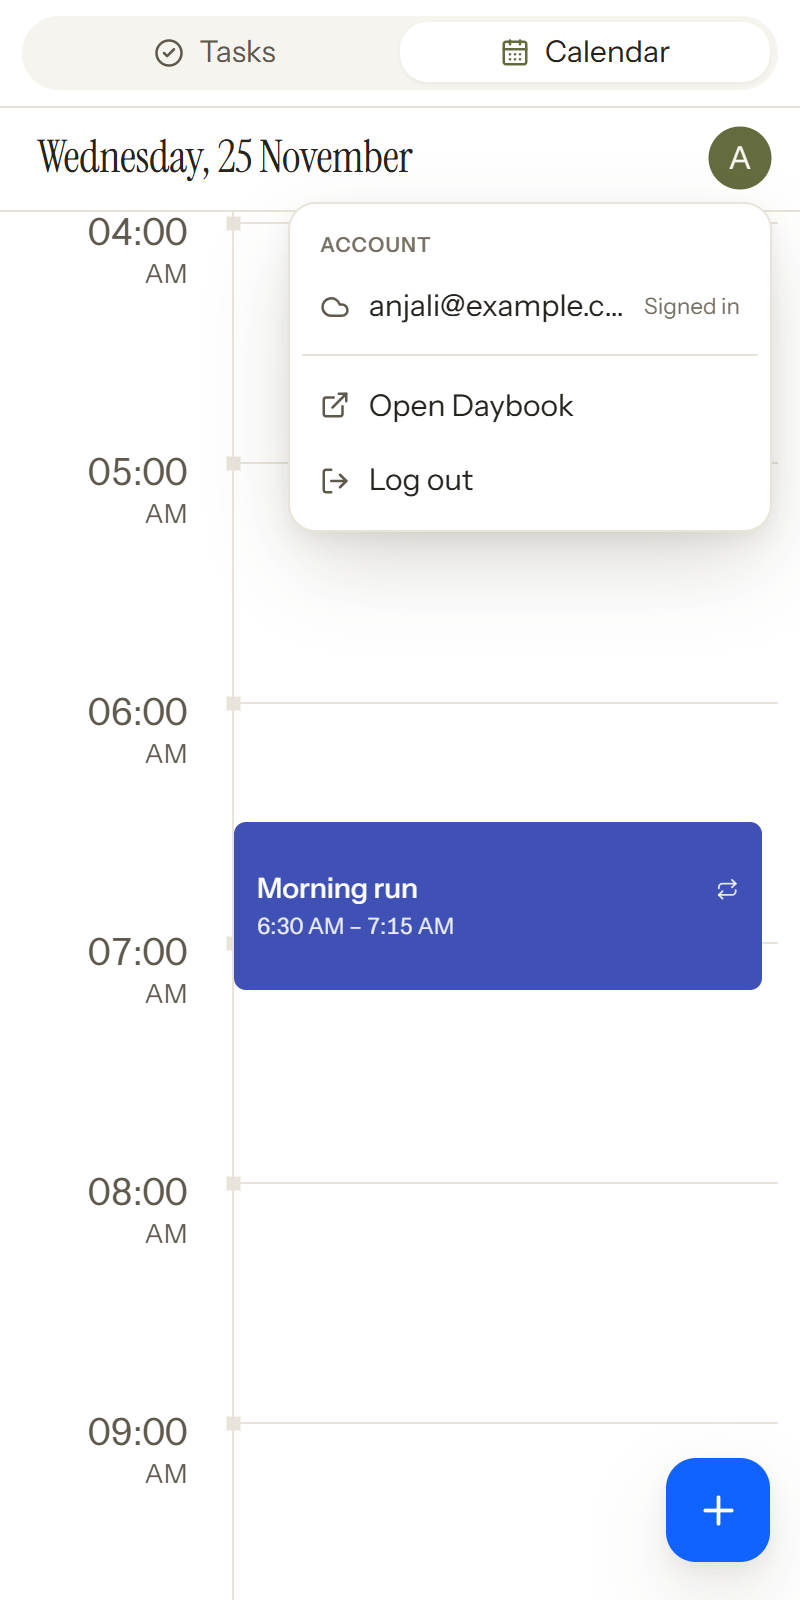 Tasks
Calendar
Wednesday, 25 November
A
ACCOUNT
anjali@example.c... Signed in
Open Daybook
Log out
04:00
AM
05:00
AM
06:00
AM
Morning run
6:30 AM – 7:15 AM
07:00
AM
08:00
AM
09:00
AM